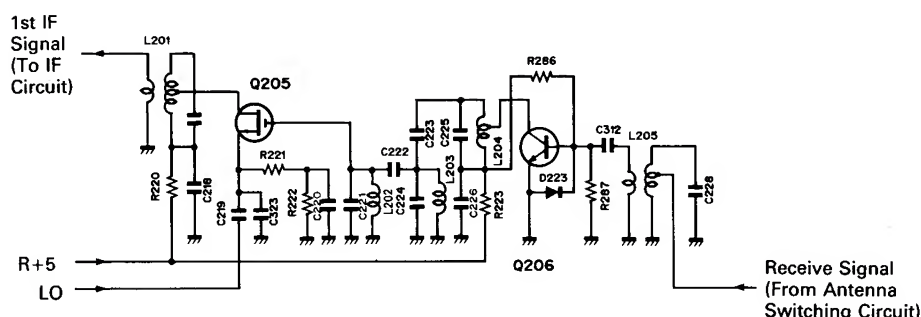 1st IF
Signal
(To IF
Circuit)
L201
Q205
R286
C223
C225
L204
C312
L205
R221
C222
L203
D223
R220
C218
C219
C323
R222
C220
C221
L202
C224
C226
R223
R287
C228
Q206
R+5
LO
Receive Signal
(From Antenna
Switching Circuit)